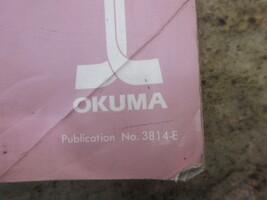 OKUMA
Publication No. 3814-E